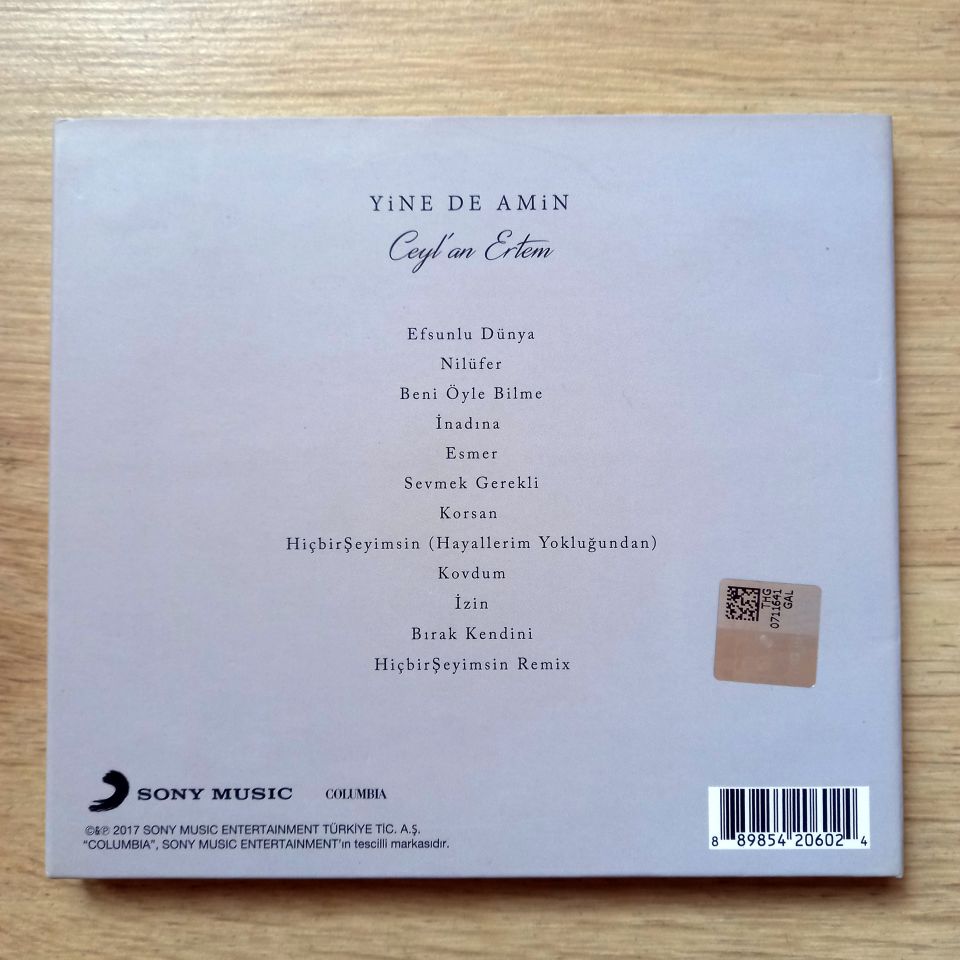 YiNE DE AMiN
Ceyl'an Ertem
Efsunlu Dünya
Nilüfer
Beni Öyle Bilme
İnadına
Esmer
Sevmek Gerekli
Korsan
HiçbirŞeyimsin (Hayallerim Yokluğundan)
Kovdum
İzin
Bırak Kendini
HiçbirŞeyimsin Remix
THG
0711641
GAL
SONY MUSIC
COLUMBIA
©&℗ 2017 SONY MUSIC ENTERTAINMENT TÜRKİYE TİC. A.Ş.
“COLUMBIA”, SONY MUSIC ENTERTAINMENT’ın tescilli markasıdır.
8 89854 20602 4